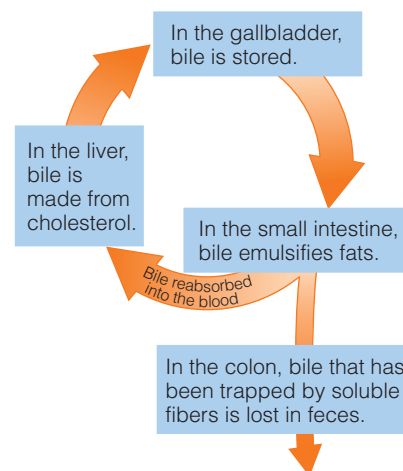 In the gallbladder,
bile is stored.
In the liver,
bile is
made from
cholesterol.
In the small intestine,
bile emulsifies fats.
Bile reabsorbed
into the blood
In the colon, bile that has
been trapped by soluble
fibers is lost in feces.